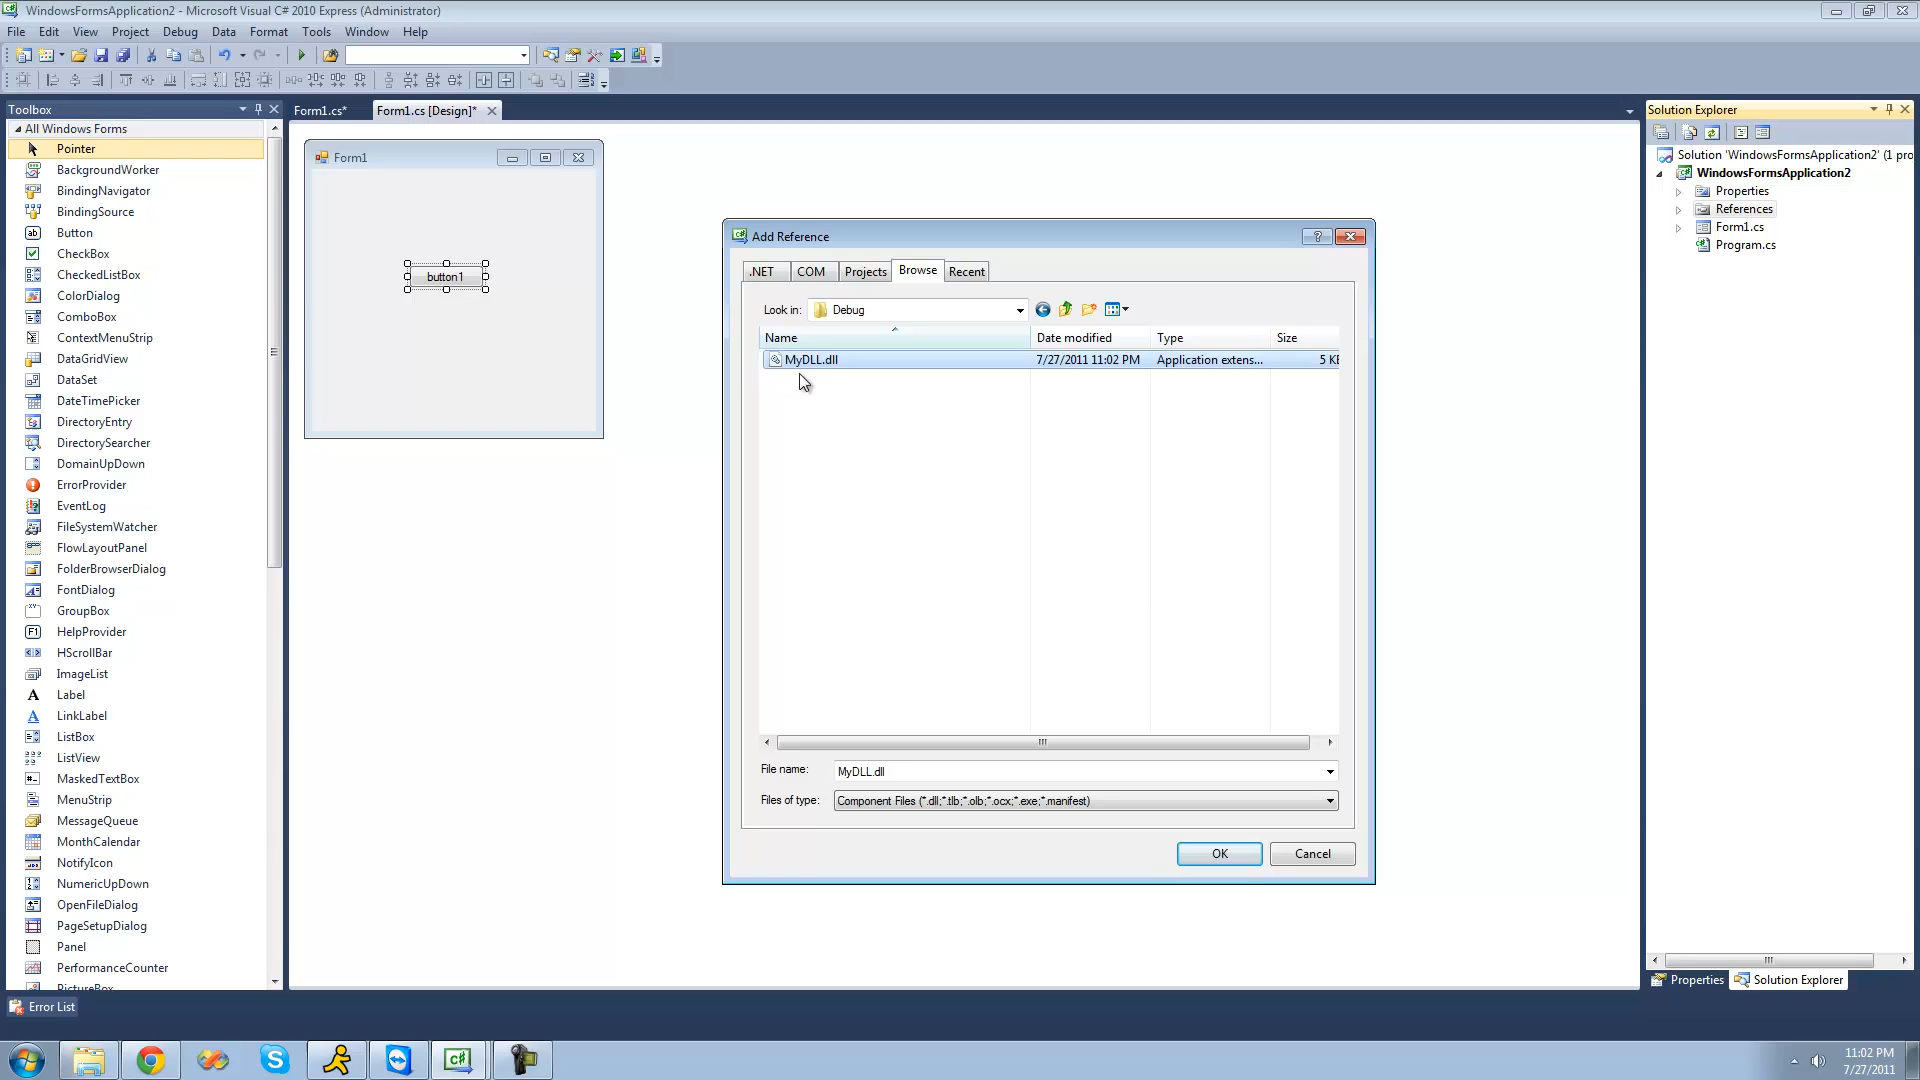 WindowsFormsApplication2 - Microsoft Visual C# 2010 Express (Administrator)
File Edit View Project Debug Data Format Tools Window Help
Toolbox
All Windows Forms
Pointer
BackgroundWorker
BindingNavigator
BindingSource
Button
CheckBox
CheckedListBox
ColorDialog
ComboBox
ContextMenuStrip
DataGridView
DataSet
DateTimePicker
DirectoryEntry
DirectorySearcher
DomainUpDown
ErrorProvider
EventLog
FileSystemWatcher
FlowLayoutPanel
FolderBrowserDialog
FontDialog
GroupBox
HelpProvider
HScrollBar
ImageList
Label
LinkLabel
ListBox
ListView
MaskedTextBox
MenuStrip
MessageQueue
MonthCalendar
NotifyIcon
NumericUpDown
OpenFileDialog
PageSetupDialog
Panel
PerformanceCounter
PictureBox
Error List
Form1.cs* Form1.cs [Design]*
Form1
button1
Add Reference
.NET COM Projects Browse Recent
Look in: Debug
Name Date modified Type Size
MyDLL.dll 7/27/2011 11:02 PM Application extens... 5 KB
File name: MyDLL.dll
Files of type: Component Files (*.dll;*.tlb;*.olb;*.ocx;*.exe;*.manifest)
OK Cancel
Solution Explorer
Solution 'WindowsFormsApplication2' (1 pro
WindowsFormsApplication2
Properties
References
Form1.cs
Program.cs
Properties Solution Explorer
11:02 PM
7/27/2011